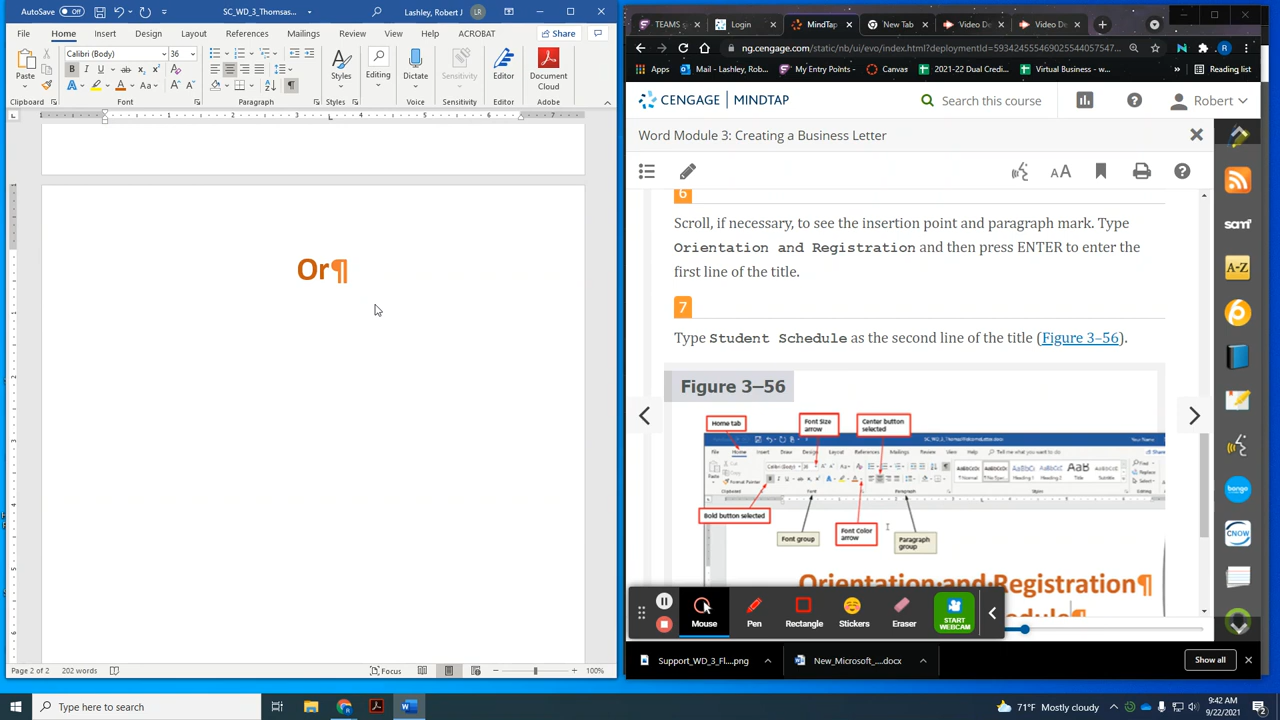 AutoSave Off SC_WD_3_Thomsas... Lashley, Robert J RL
File Home Insert Design Layout References Mailings Review View Help ACROBAT Share
Calibri (Body) 36
Paste Styles Editing Dictate Sensitivity Editor Document Cloud
Clipboard Font Paragraph Styles Voice Sensitivity Editor Adobe
Or¶
Page 2 of 2 202 words Focus 100%
TEAMS Login MindTap New Tab Video De Video De
ng.cengage.com/static/nb/ui/evo/index.html?deploymentId=59342455469025544057547...
Apps Mail - Lashley, Rob... My Entry Points Canvas 2021-22 Dual Credi... Virtual Business - w... Reading list
CENGAGE MINDTAP Search this course Robert
Word Module 3: Creating a Business Letter
6
Scroll, if necessary, to see the insertion point and paragraph mark. Type
Orientation and Registration and then press ENTER to enter the
first line of the title.
7
Type Student Schedule as the second line of the title (Figure 3–56).
Figure 3–56
Home tab
Font Size arrow
Center button selected
Bold button selected
Font group
Font Color arrow
Paragraph group
Orientation·and·Registration¶
Mouse Pen Rectangle Stickers Eraser START WEBCAM
Support_WD_3_Fl....png New_Microsoft_....docx Show all
sam
A-Z
bongo
CNOW
Type here to search
71°F Mostly cloudy
9:42 AM
9/22/2021